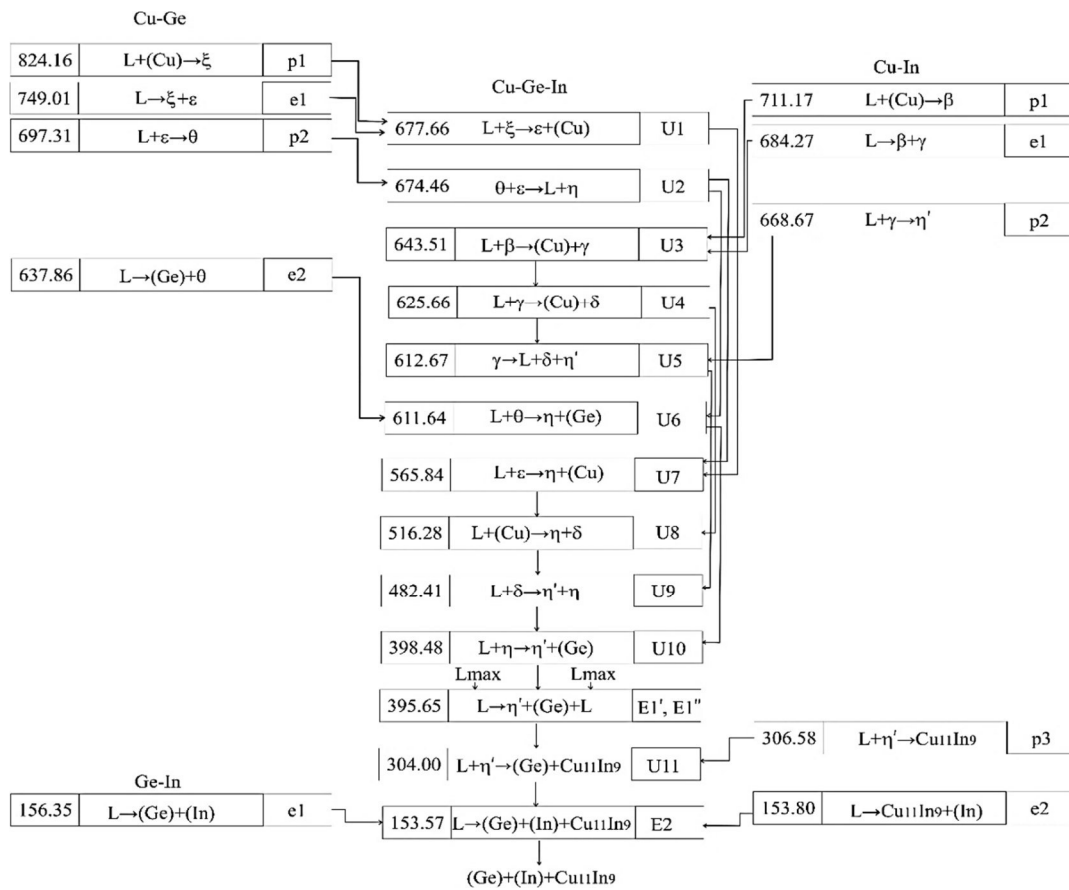 Cu-Ge
824.16 L+(Cu)→ξ p1
749.01 L→ξ+ε e1
697.31 L+ε→θ p2
637.86 L→(Ge)+θ e2
Ge-In
156.35 L→(Ge)+(In) e1
Cu-Ge-In
677.66 L+ξ→ε+(Cu) U1
674.46 θ+ε→L+η U2
643.51 L+β→(Cu)+γ U3
625.66 L+γ→(Cu)+δ U4
612.67 γ→L+δ+η' U5
611.64 L+θ→η+(Ge) U6
565.84 L+ε→η+(Cu) U7
516.28 L+(Cu)→η+δ U8
482.41 L+δ→η'+η U9
398.48 L+η→η'+(Ge) U10
Lmax Lmax
395.65 L→η'+(Ge)+L E1', E1"
304.00 L+η'→(Ge)+Cu11In9 U11
153.57 L→(Ge)+(In)+Cu11In9 E2
(Ge)+(In)+Cu11In9
Cu-In
711.17 L+(Cu)→β p1
684.27 L→β+γ e1
668.67 L+γ→η' p2
306.58 L+η'→Cu11In9 p3
153.80 L→Cu11In9+(In) e2